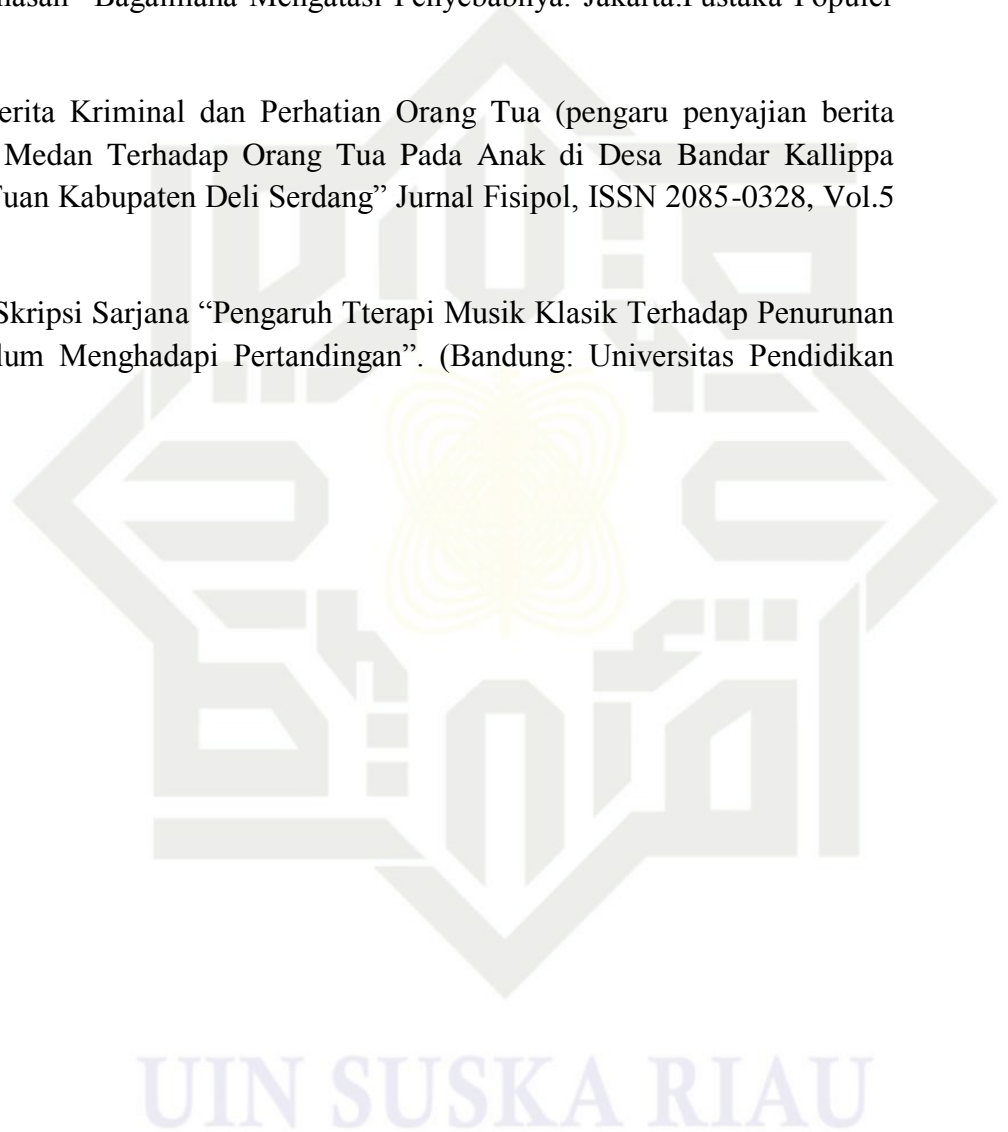 Bagaimana Mengatasi Penyebabnya. Jakarta:Pustaka Populer
erita Kriminal dan Perhatian Orang Tua (pengaru penyajian berita
Medan Terhadap Orang Tua Pada Anak di Desa Bandar Kallippa
Tuan Kabupaten Deli Serdang” Jurnal Fisipol, ISSN 2085-0328, Vol.5
Skripsi Sarjana “Pengaruh Tterapi Musik Klasik Terhadap Penurunan
lum Menghadapi Pertandingan”. (Bandung: Universitas Pendidikan
UIN SUSKA RIAU